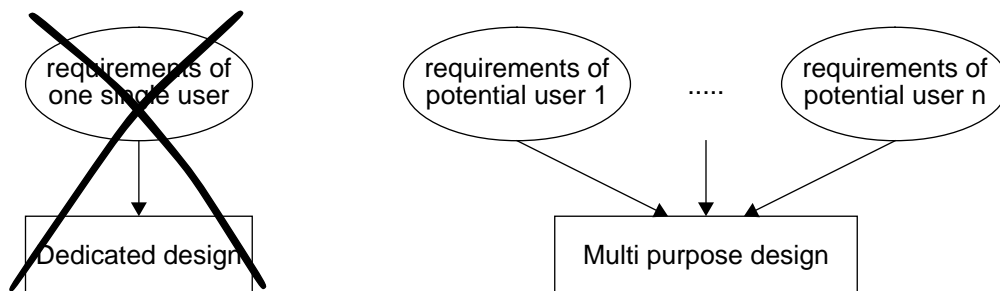 requirements of
one single user
Dedicated design
requirements of
potential user 1
.....
requirements of
potential user n
Multi purpose design